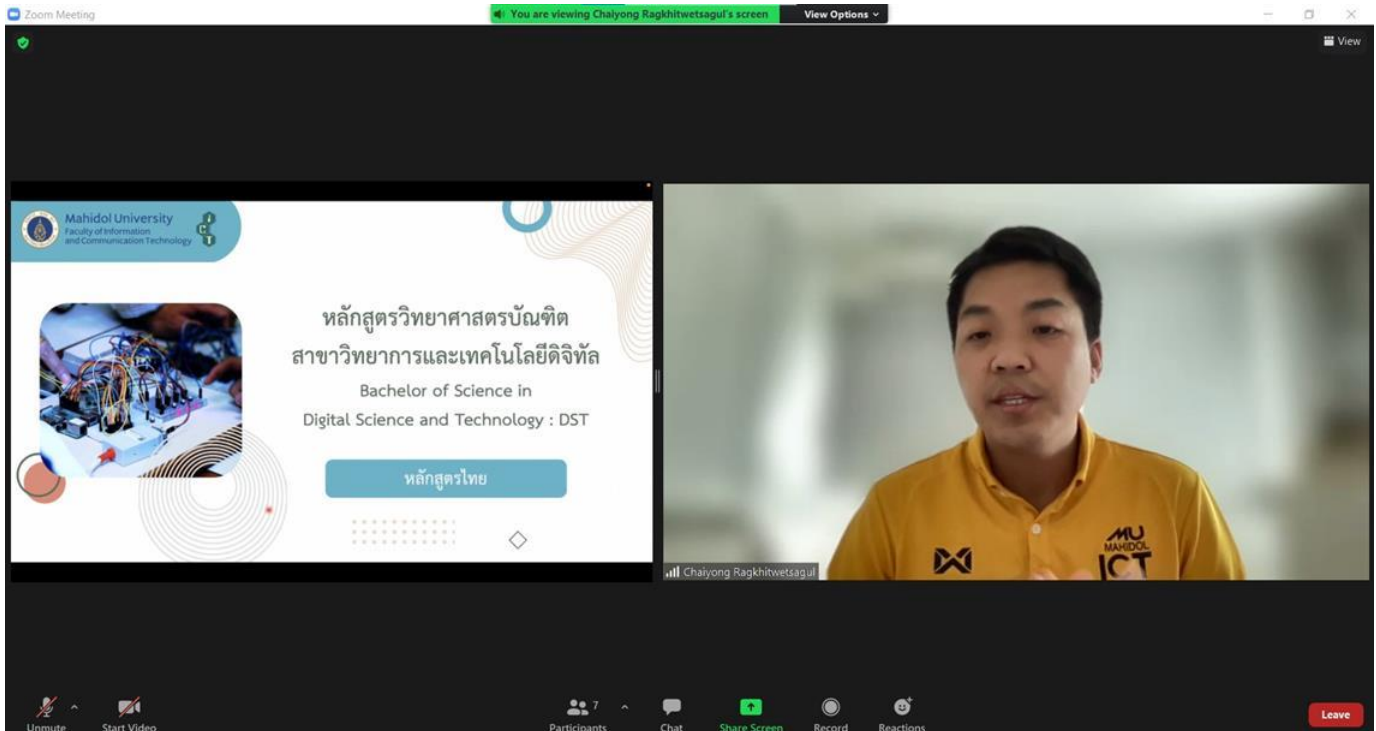 Zoom Meeting
You are viewing Chaiyong Ragkhitwetsagul's screen
View Options
View
Mahidol University
Faculty of Information
and Communication Technology
ICT
หลักสูตรวิทยาศาสตรบัณฑิต
สาขาวิทยาการและเทคโนโลยีดิจิทัล
Bachelor of Science in
Digital Science and Technology : DST
หลักสูตรไทย
MU
MAHIDOL
ICT
Chaiyong Ragkhitwetsagul
Unmute
Start Video
Participants
7
Chat
Share Screen
Record
Reactions
Leave